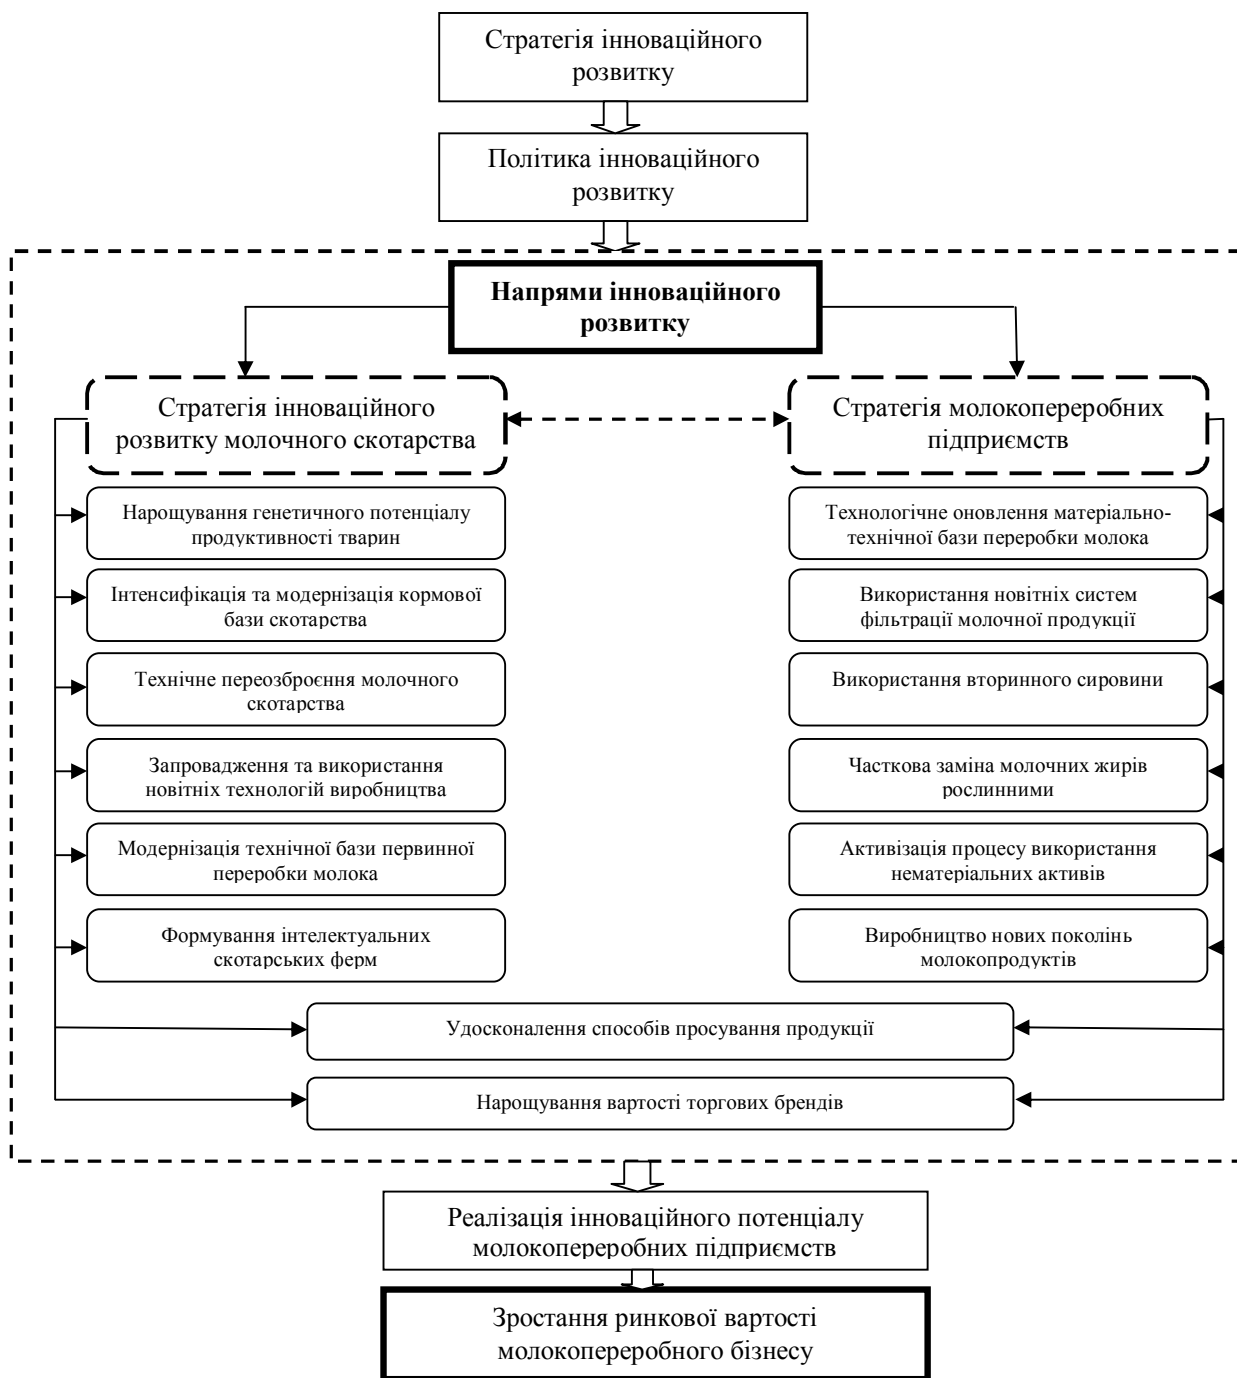 Стратегія інноваційного
розвитку
Політика інноваційного
розвитку
Напрями інноваційного
розвитку
Стратегія інноваційного
розвитку молочного скотарства
Стратегія молокопереробних
підприємств
Нарощування генетичного потенціалу
продуктивності тварин
Технологічне оновлення матеріально-
технічної бази переробки молока
Інтенсифікація та модернізація кормової
бази скотарства
Використання новітніх систем
фільтрації молочної продукції
Технічне переозброєння молочного
скотарства
Використання вторинного сировини
Запровадження та використання
новітніх технологій виробництва
Часткова заміна молочних жирів
рослинними
Модернізація технічної бази первинної
переробки молока
Активізація процесу використання
нематеріальних активів
Формування інтелектуальних
скотарських ферм
Виробництво нових поколінь
молокопродуктів
Удосконалення способів просування продукції
Нарощування вартості торгових брендів
Реалізація інноваційного потенціалу
молокопереробних підприємств
Зростання ринкової вартості
молокопереробного бізнесу